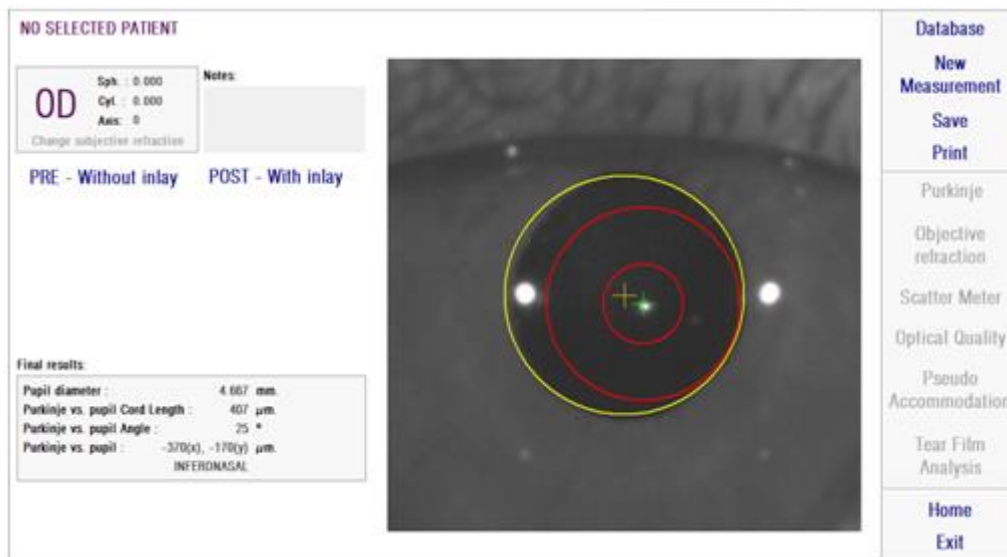 NO SELECTED PATIENT
OD
Sph. : 0.000
Cyl. : 0.000
Axis: 0
Change subjective refraction
Notes:
PRE - Without inlay
POST - With inlay
Final results:
Pupil diameter : 4.667 mm.
Purkinje vs. pupil Cord Length : 407 µm.
Purkinje vs. pupil Angle : 25 º
Purkinje vs. pupil : -370(x), -170(y) µm.
INFERONASAL
Database
New
Measurement
Save
Print
Purkinje
Objective
refraction
Scatter Meter
Optical Quality
Pseudo
Accommodation
Tear Film
Analysis
Home
Exit